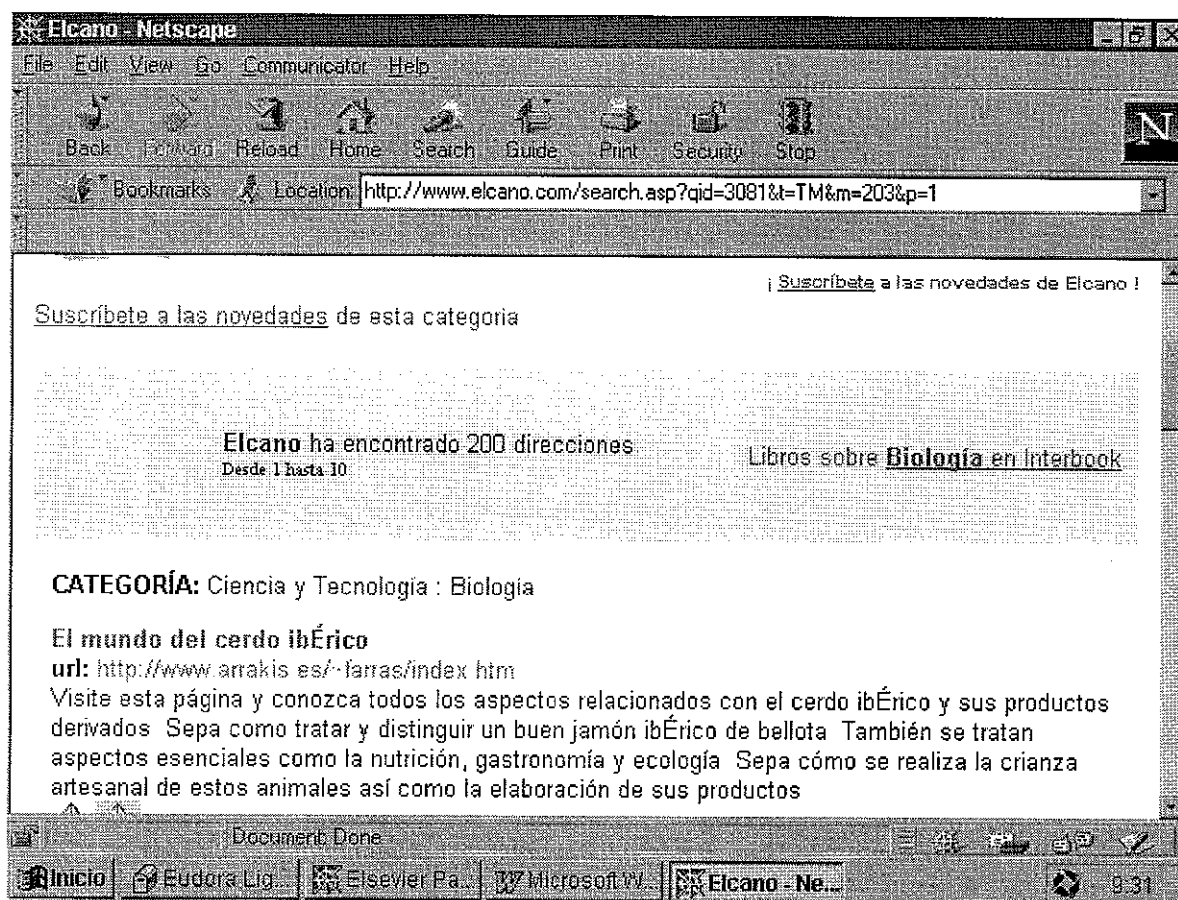 Elcano - Netscape
File Edit View Go Communicator Help
Back Forward Reload Home Search Guide Print Security Stop
Bookmarks Location: http://www.elcano.com/search.asp?qid=3081&t=TM&m=203&p=1
¡ Suscríbete a las novedades de Elcano !
Suscríbete a las novedades de esta categoria
Elcano ha encontrado 200 direcciones
Desde 1 hasta 10
Libros sobre Biología en Interbook
CATEGORÍA: Ciencia y Tecnología : Biología
El mundo del cerdo ibÉrico
url: http://www.arrakis.es/~farras/index.htm
Visite esta página y conozca todos los aspectos relacionados con el cerdo ibÉrico y sus productos
derivados Sepa como tratar y distinguir un buen jamón ibÉrico de bellota También se tratan
aspectos esenciales como la nutrición, gastronomía y ecología Sepa cómo se realiza la crianza
artesanal de estos animales así como la elaboración de sus productos
Document: Done
Inicio Eudora Lig... Elsevier Pa... Microsoft W... Elcano - Ne... 9:31